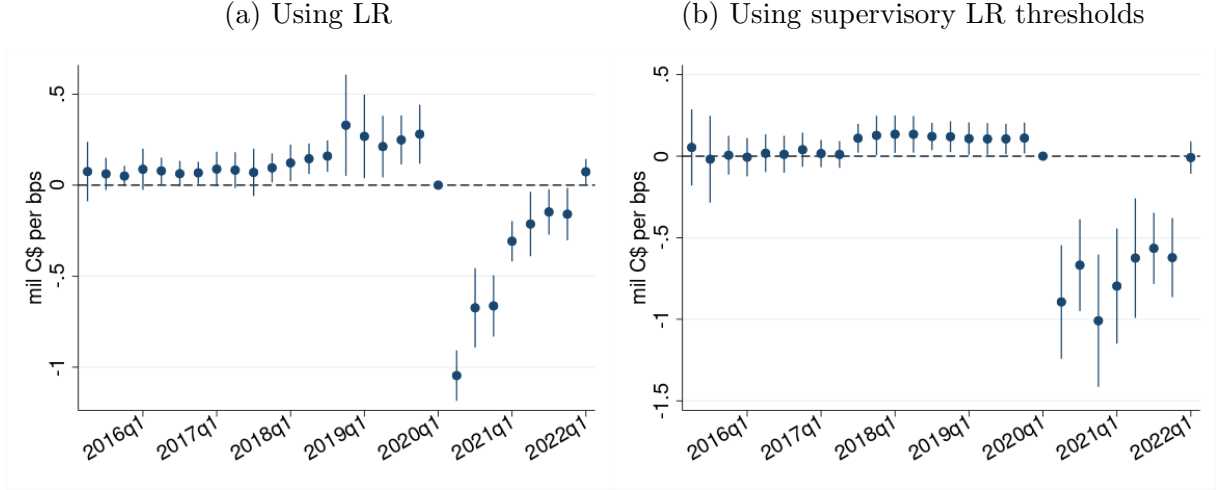 (a) Using LR
mil C$ per bps
.5
0
-.5
-1
2016q1
2017q1
2018q1
2019q1
2020q1
2021q1
2022q1
(b) Using supervisory LR thresholds
mil C$ per bps
.5
0
-.5
-1
-1.5
2016q1
2017q1
2018q1
2019q1
2020q1
2021q1
2022q1